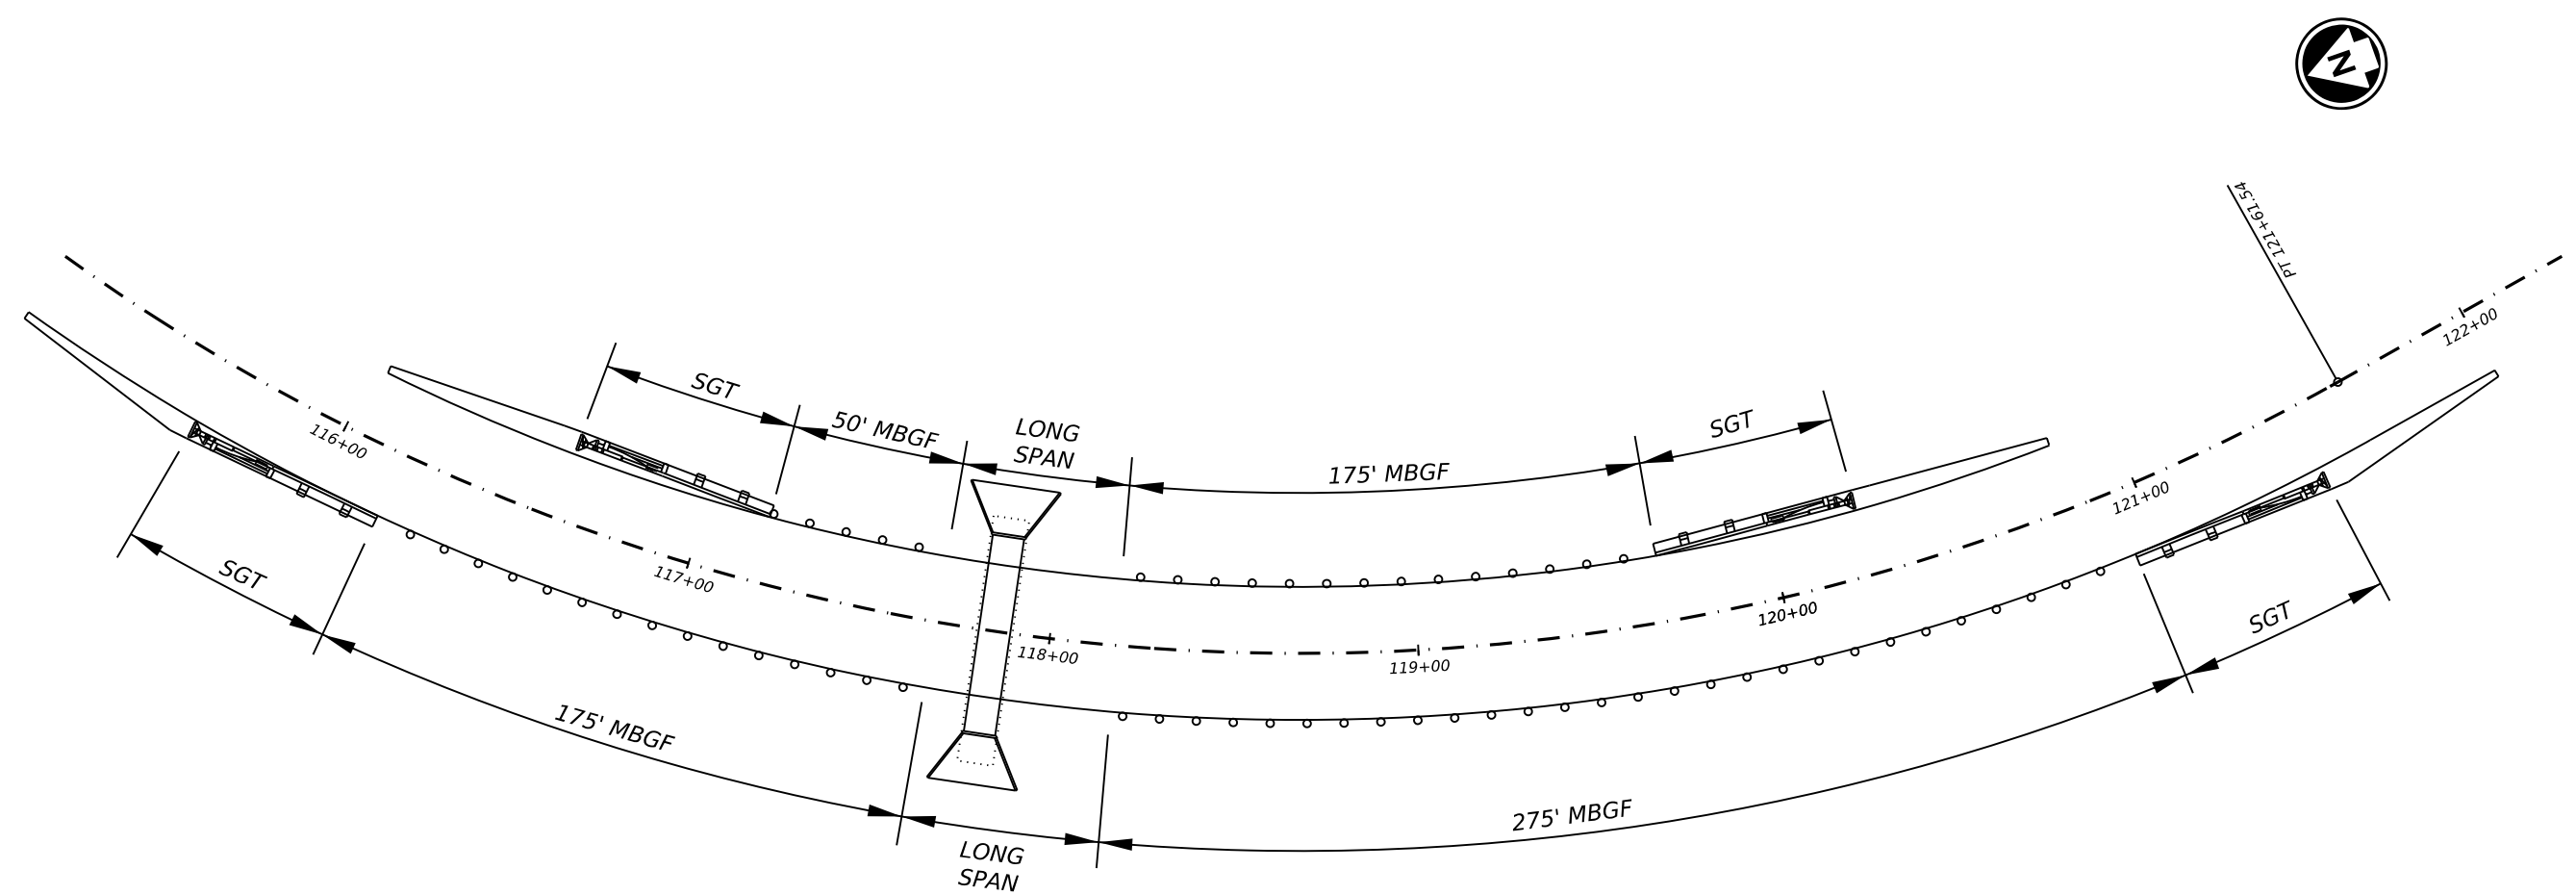 N
PT 121+61.54
122+00
SGT
50' MBGF
LONG
SPAN
175' MBGF
SGT
116+00
117+00
118+00
119+00
120+00
121+00
SGT
175' MBGF
LONG
SPAN
275' MBGF
SGT